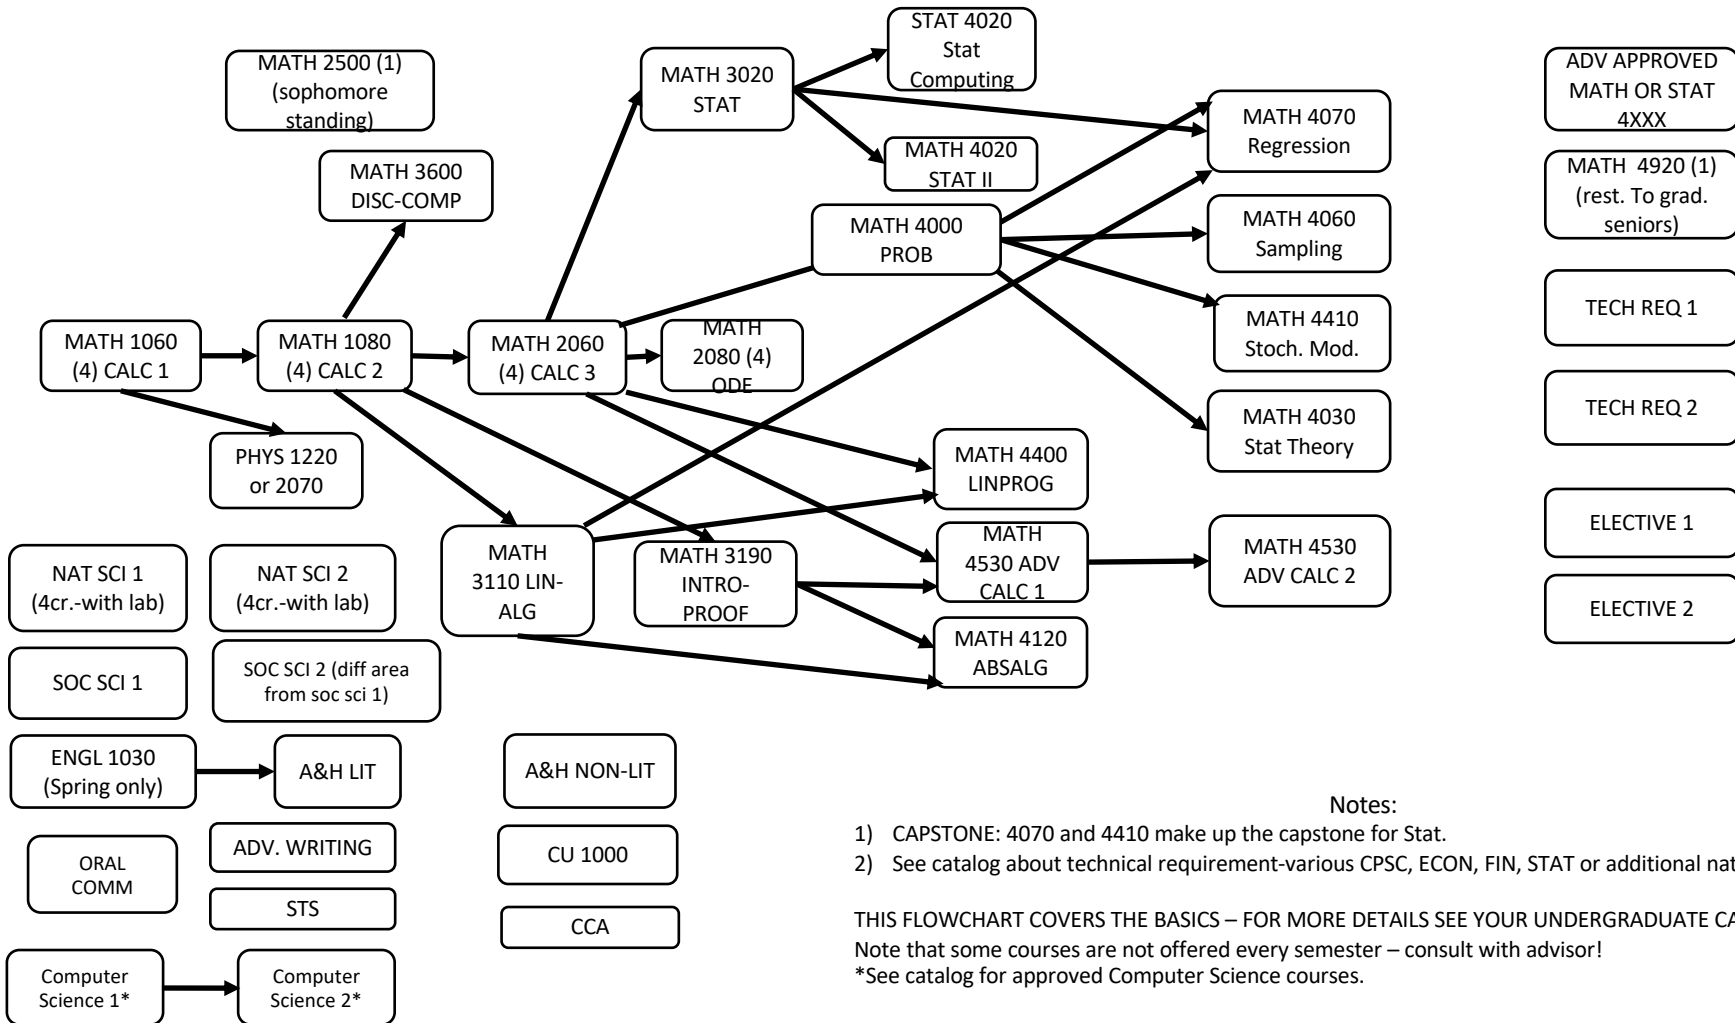 MATH 2500 (1)
(sophomore
standing)
MATH 3600
DISC-COMP
MATH 3020
STAT
STAT 4020
Stat
Computing
MATH 4020
STAT II
MATH 4000
PROB
MATH 4070
Regression
MATH 4060
Sampling
MATH 4410
Stoch. Mod.
MATH 4030
Stat Theory
ADV APPROVED
MATH OR STAT
4XXX
MATH 4920 (1)
(rest. To grad.
seniors)
TECH REQ 1
TECH REQ 2
ELECTIVE 1
ELECTIVE 2
MATH 1060
(4) CALC 1
MATH 1080
(4) CALC 2
MATH 2060
(4) CALC 3
MATH
2080 (4)
ODE
PHYS 1220
or 2070
MATH
3110 LIN-
ALG
MATH 3190
INTRO-
PROOF
MATH 4400
LINPROG
MATH
4530 ADV
CALC 1
MATH 4530
ADV CALC 2
MATH 4120
ABSALG
NAT SCI 1
(4cr.-with lab)
NAT SCI 2
(4cr.-with lab)
SOC SCI 1
SOC SCI 2 (diff area
from soc sci 1)
ENGL 1030
(Spring only)
A&H LIT
A&H NON-LIT
ORAL
COMM
ADV. WRITING
CU 1000
STS
CCA
Computer
Science 1*
Computer
Science 2*
Notes:
1) CAPSTONE: 4070 and 4410 make up the capstone for Stat.
2) See catalog about technical requirement-various CPSC, ECON, FIN, STAT or additional nat
THIS FLOWCHART COVERS THE BASICS – FOR MORE DETAILS SEE YOUR UNDERGRADUATE CA
Note that some courses are not offered every semester – consult with advisor!
*See catalog for approved Computer Science courses.